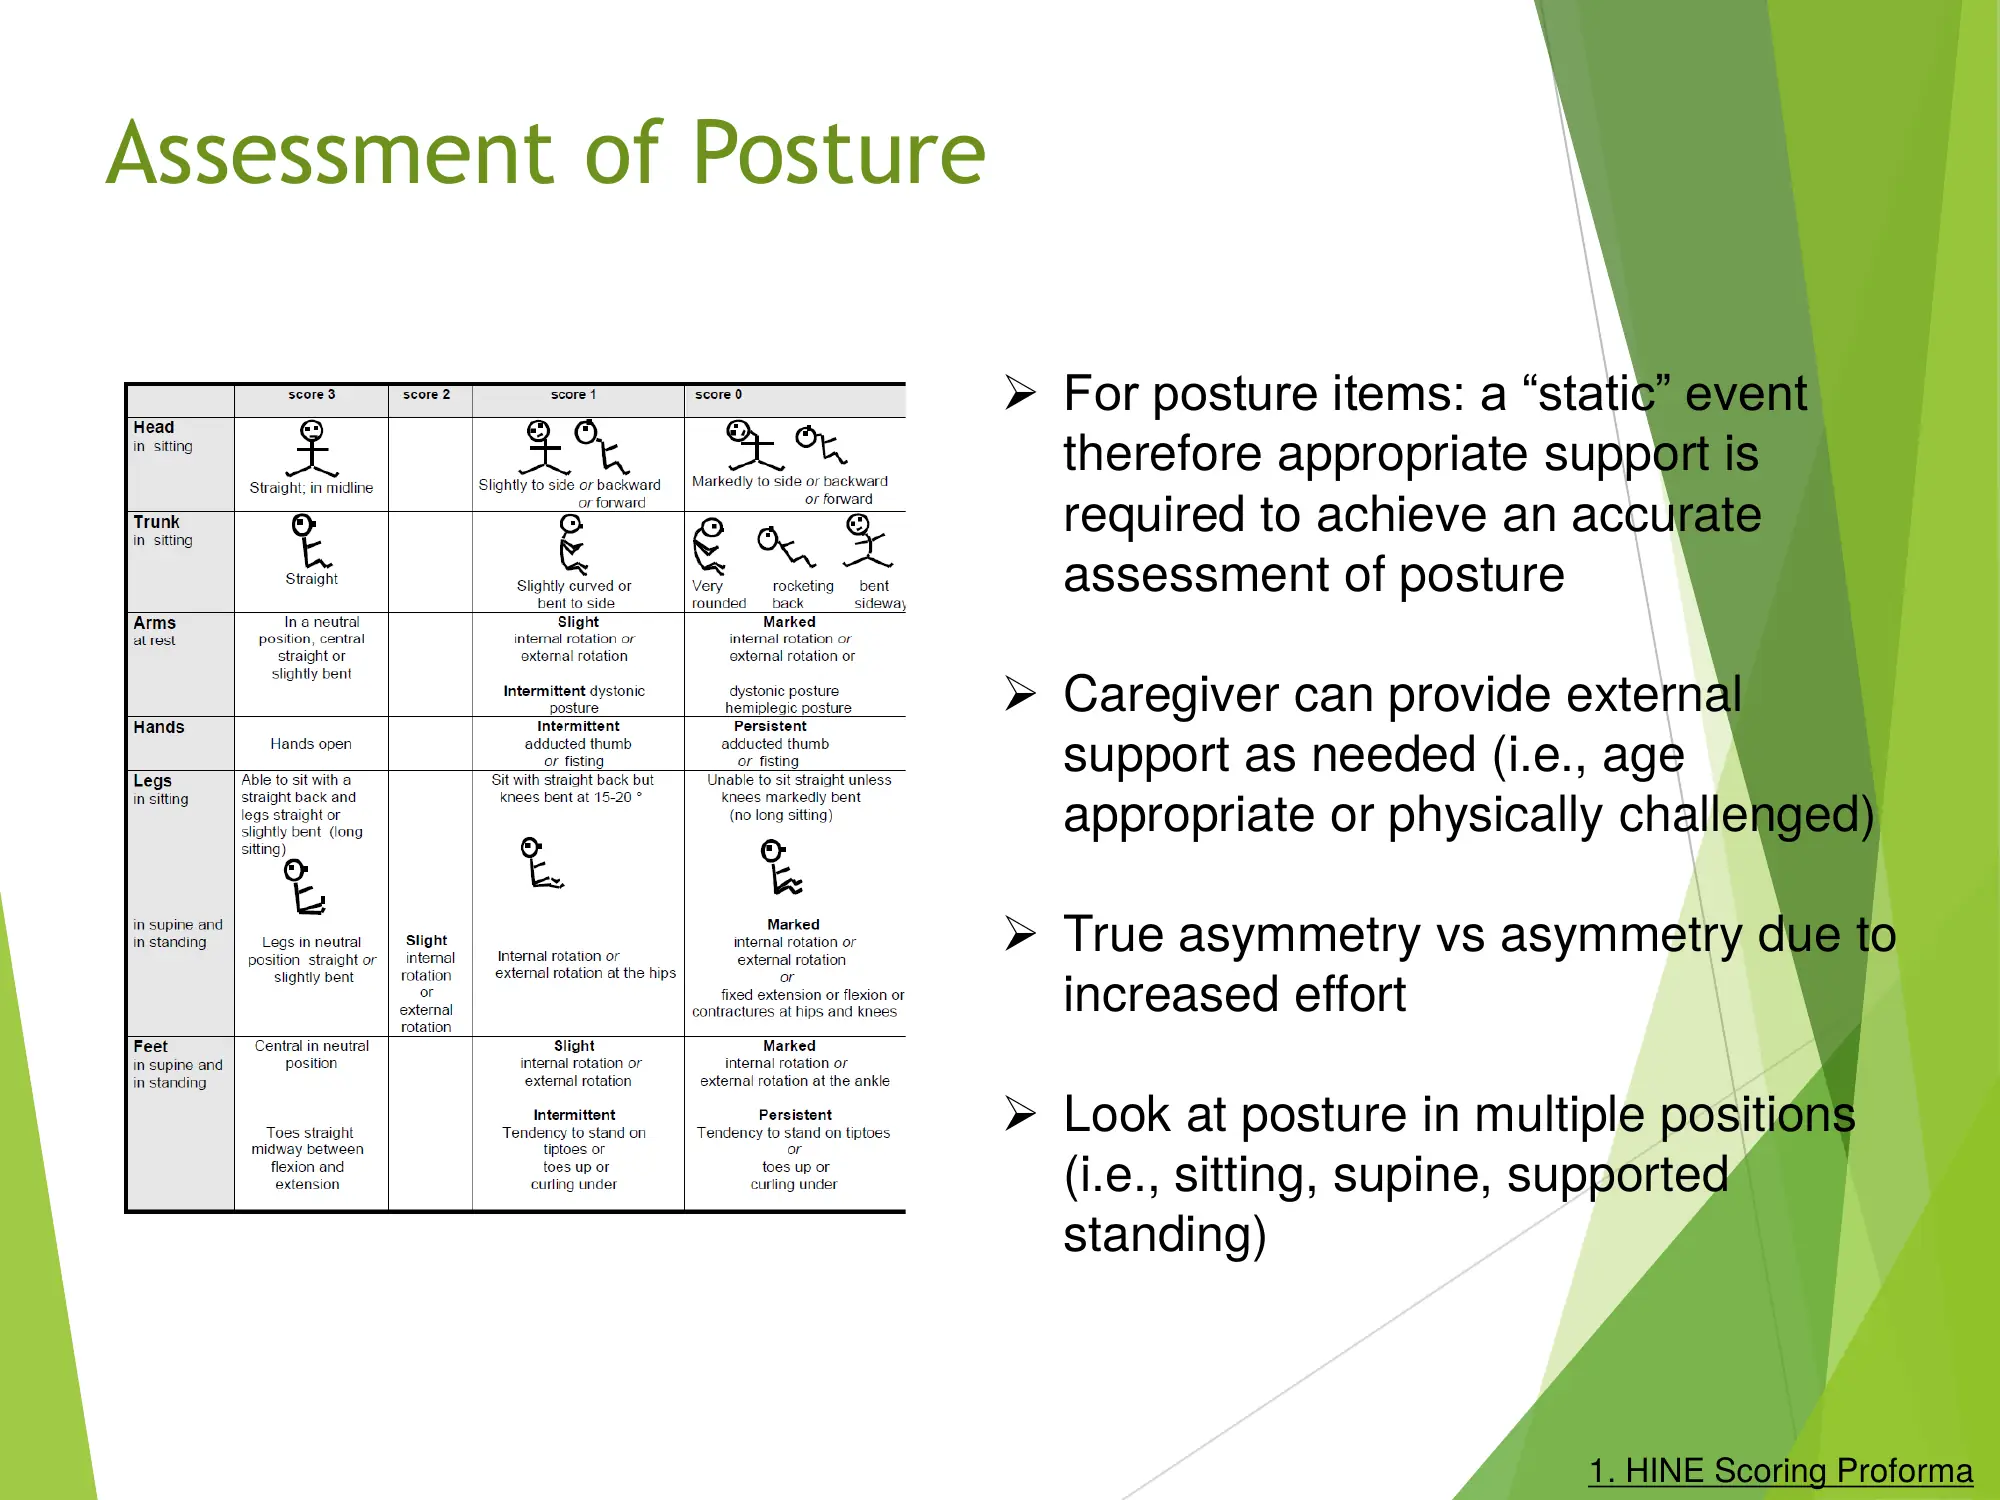 Assessment of Posture
score 3 score 2 score 1 score 0
Head
in sitting
Straight; in midline
Slightly to side or backward
or forward
Markedly to side or backward
or forward
Trunk
in sitting
Straight
Slightly curved or
bent to side
Very rocketing bent
rounded back sideway
Arms
at rest
In a neutral
position, central
straight or
slightly bent
Slight
internal rotation or
external rotation
Intermittent dystonic
posture
Marked
internal rotation or
external rotation or
dystonic posture
hemiplegic posture
Hands
Hands open
Intermittent
adducted thumb
or fisting
Persistent
adducted thumb
or fisting
Legs
in sitting
Able to sit with a
straight back and
legs straight or
slightly bent (long
sitting)
Sit with straight back but
knees bent at 15-20 °
Unable to sit straight unless
knees markedly bent
(no long sitting)
in supine and
in standing
Legs in neutral
position straight or
slightly bent
Slight
internal
rotation
or
external
rotation
Internal rotation or
external rotation at the hips
Marked
internal rotation or
external rotation
or
fixed extension or flexion or
contractures at hips and knees
Feet
in supine and
in standing
Central in neutral
position
Toes straight
midway between
flexion and
extension
Slight
internal rotation or
external rotation
Intermittent
Tendency to stand on
tiptoes or
toes up or
curling under
Marked
internal rotation or
external rotation at the ankle
Persistent
Tendency to stand on tiptoes
or
toes up or
curling under
➢ For posture items: a “static” event
therefore appropriate support is
required to achieve an accurate
assessment of posture
➢ Caregiver can provide external
support as needed (i.e., age
appropriate or physically challenged)
➢ True asymmetry vs asymmetry due to
increased effort
➢ Look at posture in multiple positions
(i.e., sitting, supine, supported
standing)
1. HINE Scoring Proforma